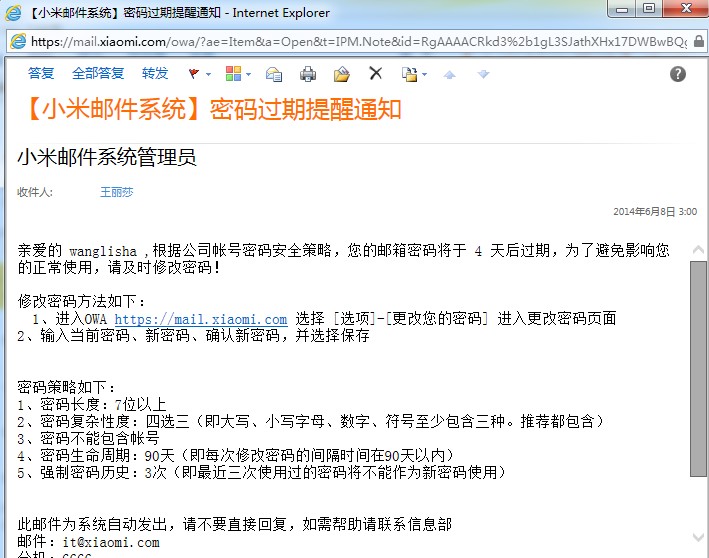 【小米邮件系统】密码过期提醒通知 - Internet Explorer
https://mail.xiaomi.com/owa/?ae=Item&a=Open&t=IPM.Note&id=RgAAAACRkd3%2b1gL3SJathXHx17DWBwBQg
答复 全部答复 转发
【小米邮件系统】密码过期提醒通知
小米邮件系统管理员
收件人: 王丽莎
2014年6月8日 3:00
亲爱的 wanglisha ,根据公司帐号密码安全策略，您的邮箱密码将于 4 天后过期，为了避免影响您
的正常使用，请及时修改密码！
修改密码方法如下：
1、进入OWA https://mail.xiaomi.com 选择 [选项]-[更改您的密码] 进入更改密码页面
2、输入当前密码、新密码、确认新密码，并选择保存
密码策略如下：
1、密码长度：7位以上
2、密码复杂性度：四选三（即大写、小写字母、数字、符号至少包含三种。推荐都包含）
3、密码不能包含帐号
4、密码生命周期：90天（即每次修改密码的间隔时间在90天以内）
5、强制密码历史：3次（即最近三次使用过的密码将不能作为新密码使用）
此邮件为系统自动发出，请不要直接回复，如需帮助请联系信息部
邮件：it@xiaomi.com
分机：6666